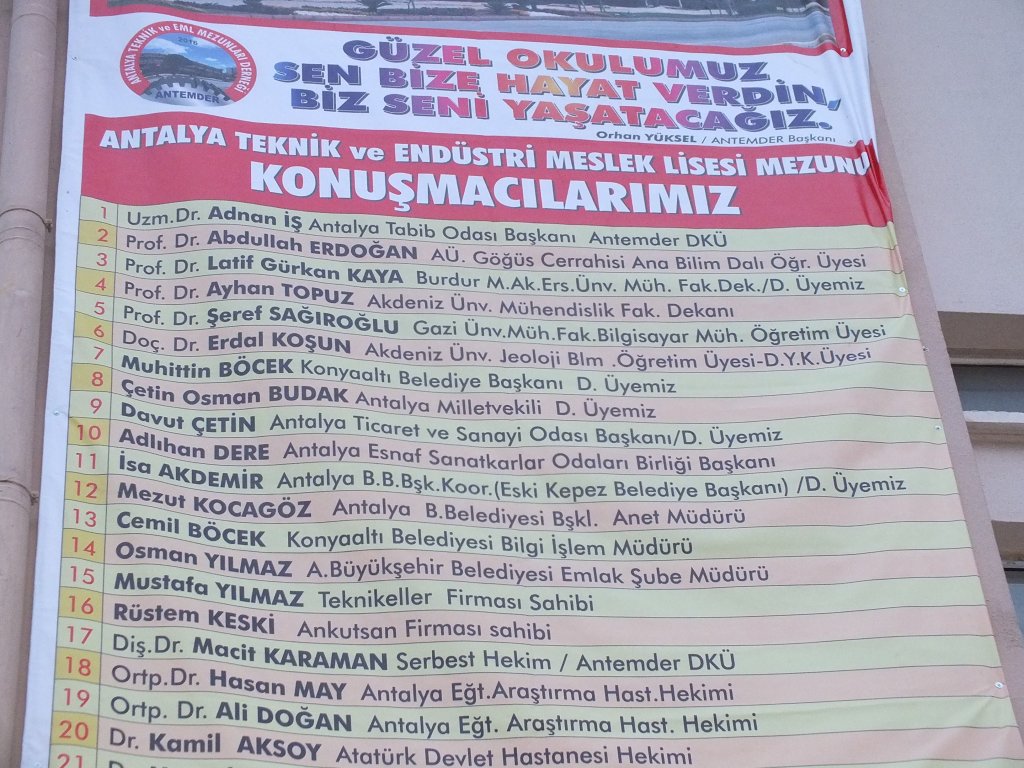 ANTALYA TEKNİK ve EML MEZUNLARI DERNEĞİ
2016
ANTEMDER
GÜZEL OKULUMUZ
SEN BİZE HAYAT VERDİN,
BİZ SENİ YAŞATACAĞIZ.
Orhan YÜKSEL / ANTEMDER Başkanı
ANTALYA TEKNİK ve ENDÜSTRİ MESLEK LİSESİ MEZUNU
KONUŞMACILARIMIZ
1 Uzm.Dr. Adnan İŞ Antalya Tabib Odası Başkanı Antemder DKÜ
2 Prof. Dr. Abdullah ERDOĞAN AÜ. Göğüs Cerrahisi Ana Bilim Dalı Öğr. Üyesi
3 Prof. Dr. Latif Gürkan KAYA Burdur M.Ak.Ers.Ünv. Müh. Fak.Dek./D. Üyemiz
4 Prof. Dr. Ayhan TOPUZ Akdeniz Ünv. Mühendislik Fak. Dekanı
5 Prof. Dr. Şeref SAĞIROĞLU Gazi Ünv.Müh.Fak.Bilgisayar Müh. Öğretim Üyesi
6 Doç. Dr. Erdal KOŞUN Akdeniz Ünv. Jeoloji Blm .Öğretim Üyesi-D.Y.K.Üyesi
7 Muhittin BÖCEK Konyaaltı Belediye Başkanı D. Üyemiz
8 Çetin Osman BUDAK Antalya Milletvekili D. Üyemiz
9 Davut ÇETİN Antalya Ticaret ve Sanayi Odası Başkanı/D. Üyemiz
10 Adlıhan DERE Antalya Esnaf Sanatkarlar Odaları Birliği Başkanı
11 İsa AKDEMİR Antalya B.B.Bşk.Koor.(Eski Kepez Belediye Başkanı) /D. Üyemiz
12 Mezut KOCAGÖZ Antalya B.Belediyesi Bşkl. Anet Müdürü
13 Cemil BÖCEK Konyaaltı Belediyesi Bilgi İşlem Müdürü
14 Osman YILMAZ A.Büyükşehir Belediyesi Emlak Şube Müdürü
15 Mustafa YILMAZ Teknikeller Firması Sahibi
16 Rüstem KESKİ Ankutsan Firması sahibi
17 Diş.Dr. Macit KARAMAN Serbest Hekim / Antemder DKÜ
18 Ortp.Dr. Hasan MAY Antalya Eğt.Araştırma Hast.Hekimi
19 Ortp. Dr. Ali DOĞAN Antalya Eğt. Araştırma Hast. Hekimi
20 Dr. Kamil AKSOY Atatürk Devlet Hastanesi Hekimi
21